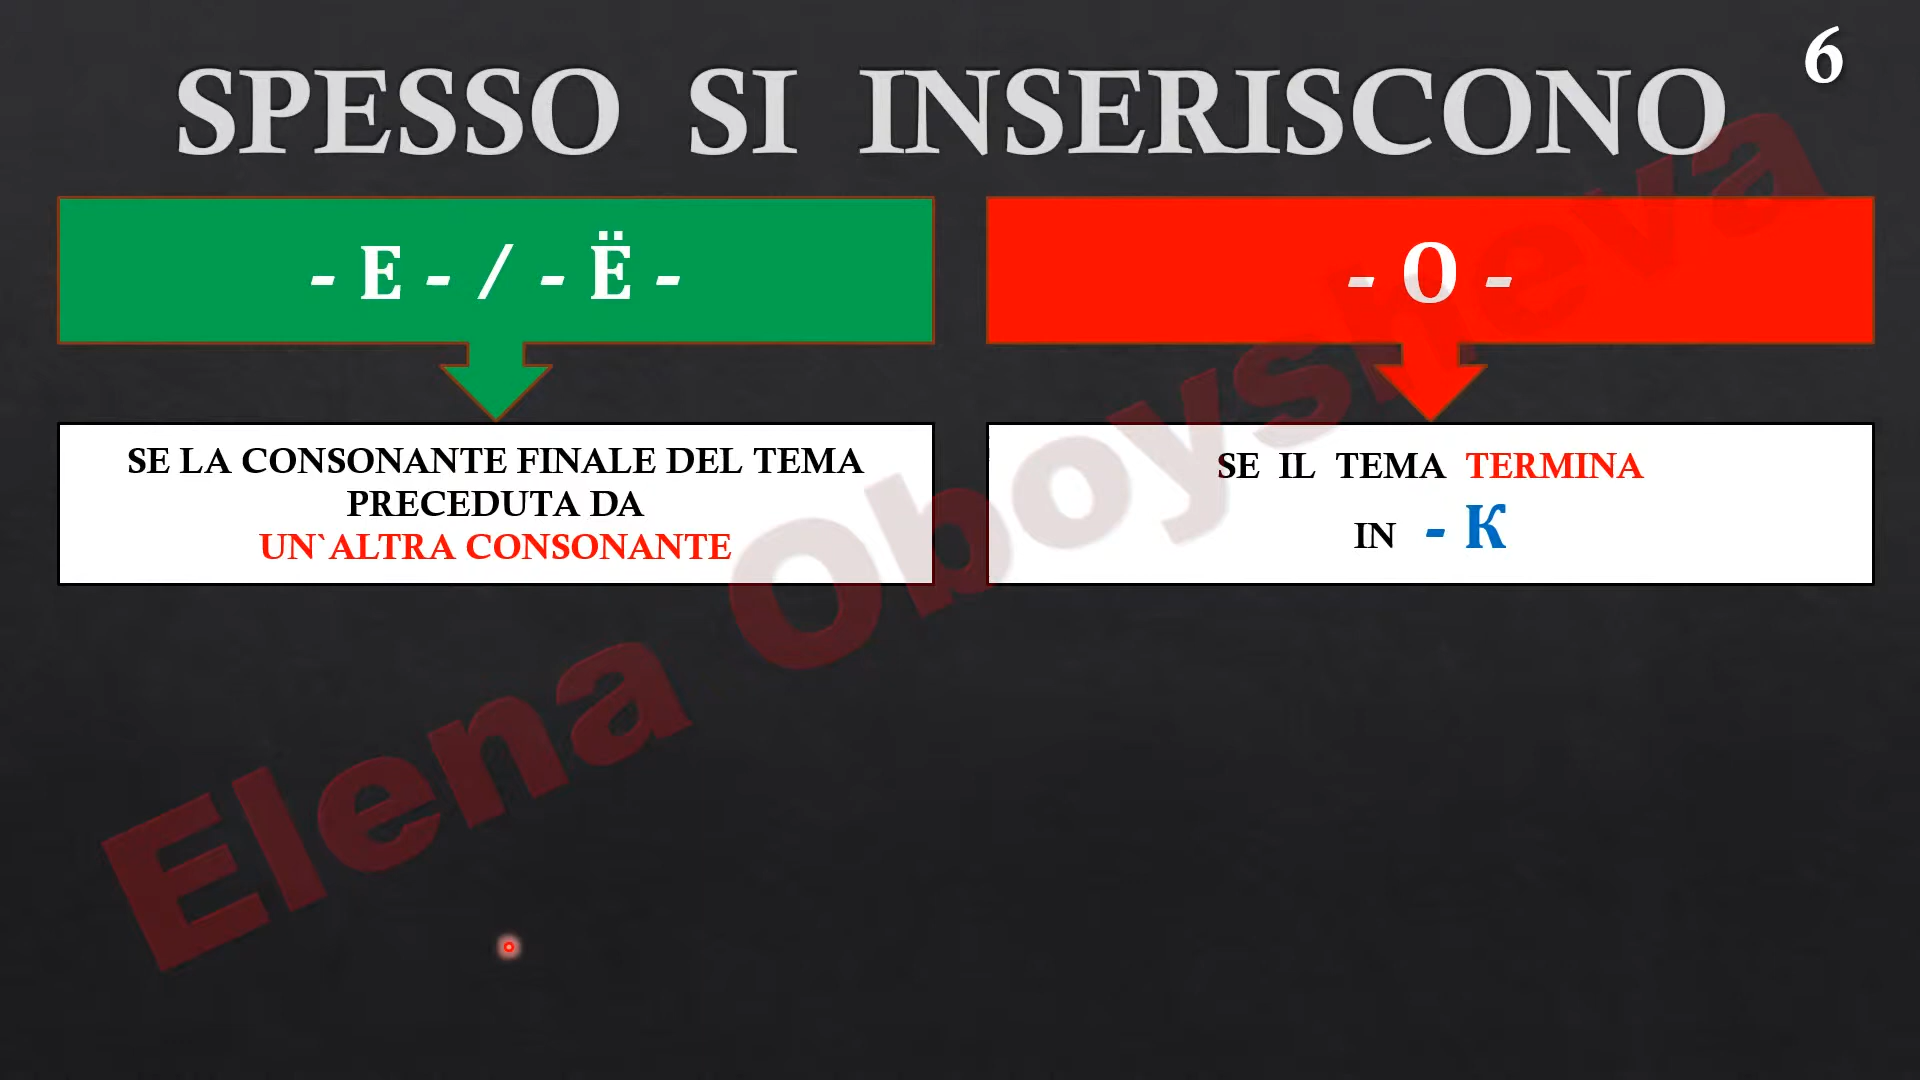 6
SPESSO SI INSERISCONO
- Е - / - Ё -
- О -
SE LA CONSONANTE FINALE DEL TEMA
PRECEDUTA DA
UN`ALTRA CONSONANTE
SE IL TEMA TERMINA
IN - К
Elena Oboysheva